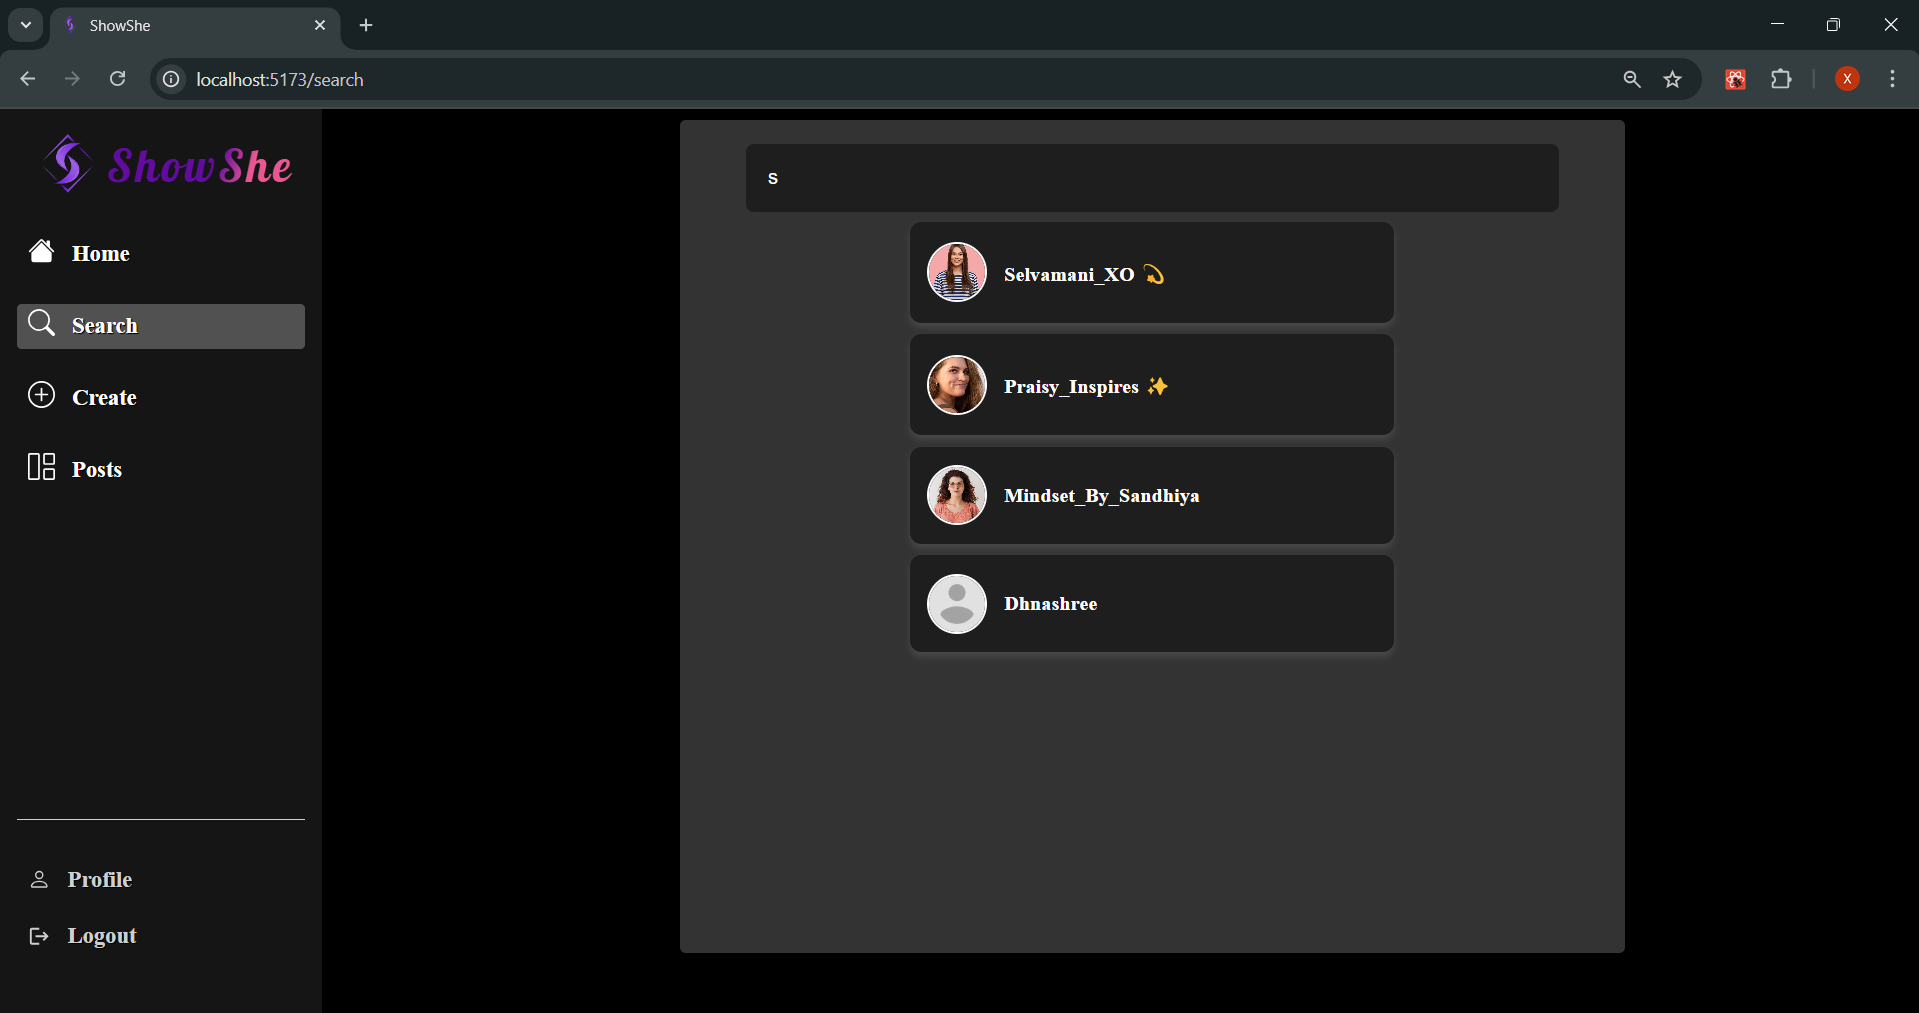 ShowShe
localhost:5173/search
X
ShowShe
Home
Search
Create
Posts
Profile
Logout
s
Selvamani_XO 💫
Praisy_Inspires ✨
Mindset_By_Sandhiya
Dhnashree